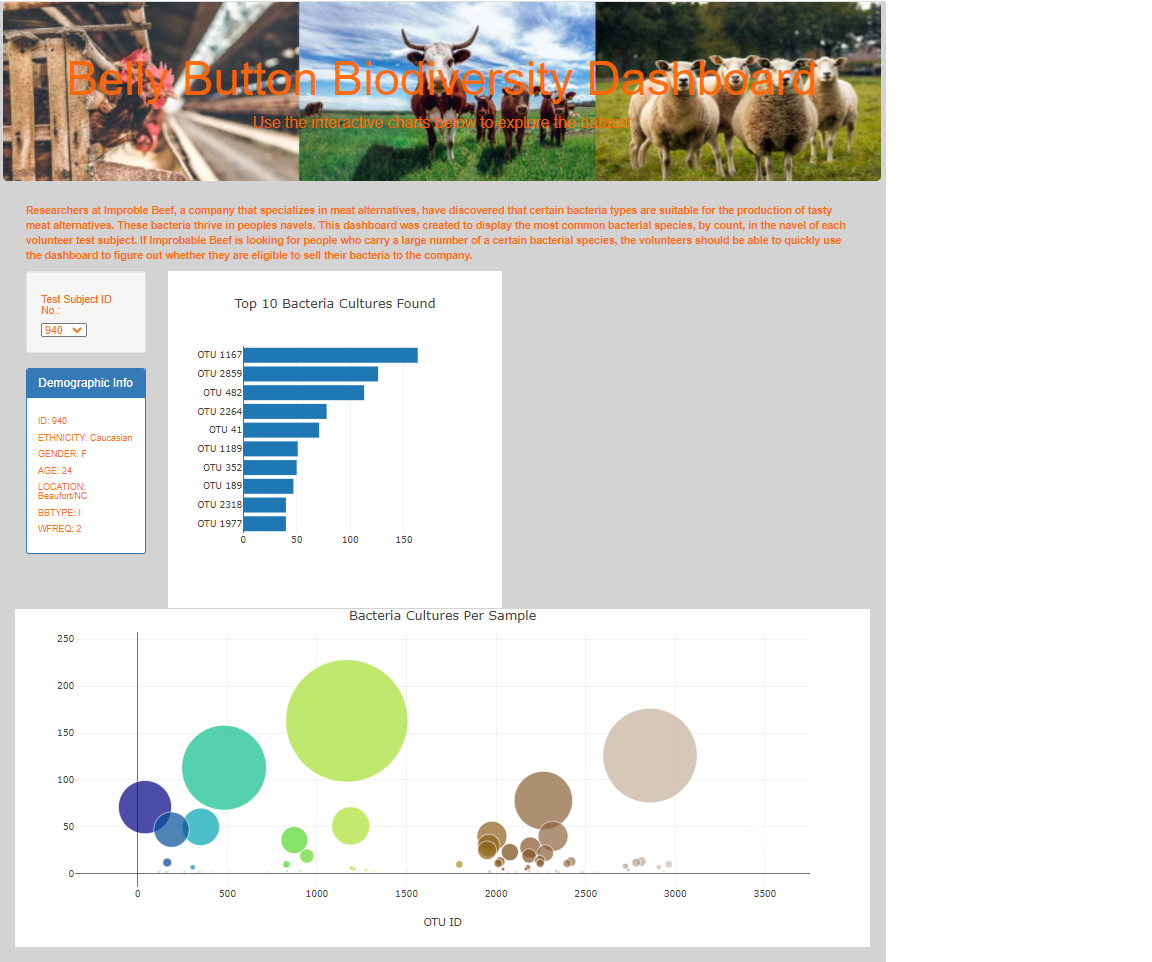 Belly Button Biodiversity Dashboard
Use the interactive charts below to explore the dataset
Researchers at Improble Beef, a company that specializes in meat alternatives, have discovered that certain bacteria types are suitable for the production of tasty
meat alternatives. These bacteria thrive in peoples navels. This dashboard was created to display the most common bacterial species, by count, in the navel of each
volunteer test subject. If Improbable Beef is looking for people who carry a large number of a certain bacterial species, the volunteers should be able to quickly use
the dashboard to figure out whether they are eligible to sell their bacteria to the company.
Test Subject ID
No.:
940
Demographic Info
ID: 940
ETHNICITY: Caucasian
GENDER: F
AGE: 24
LOCATION:
Beaufort/NC
BBTYPE: I
WFREQ: 2
Top 10 Bacteria Cultures Found
OTU 1167
OTU 2859
OTU 482
OTU 2264
OTU 41
OTU 1189
OTU 352
OTU 189
OTU 2318
OTU 1977
0 50 100 150
Bacteria Cultures Per Sample
250
200
150
100
50
0
0 500 1000 1500 2000 2500 3000 3500
OTU ID